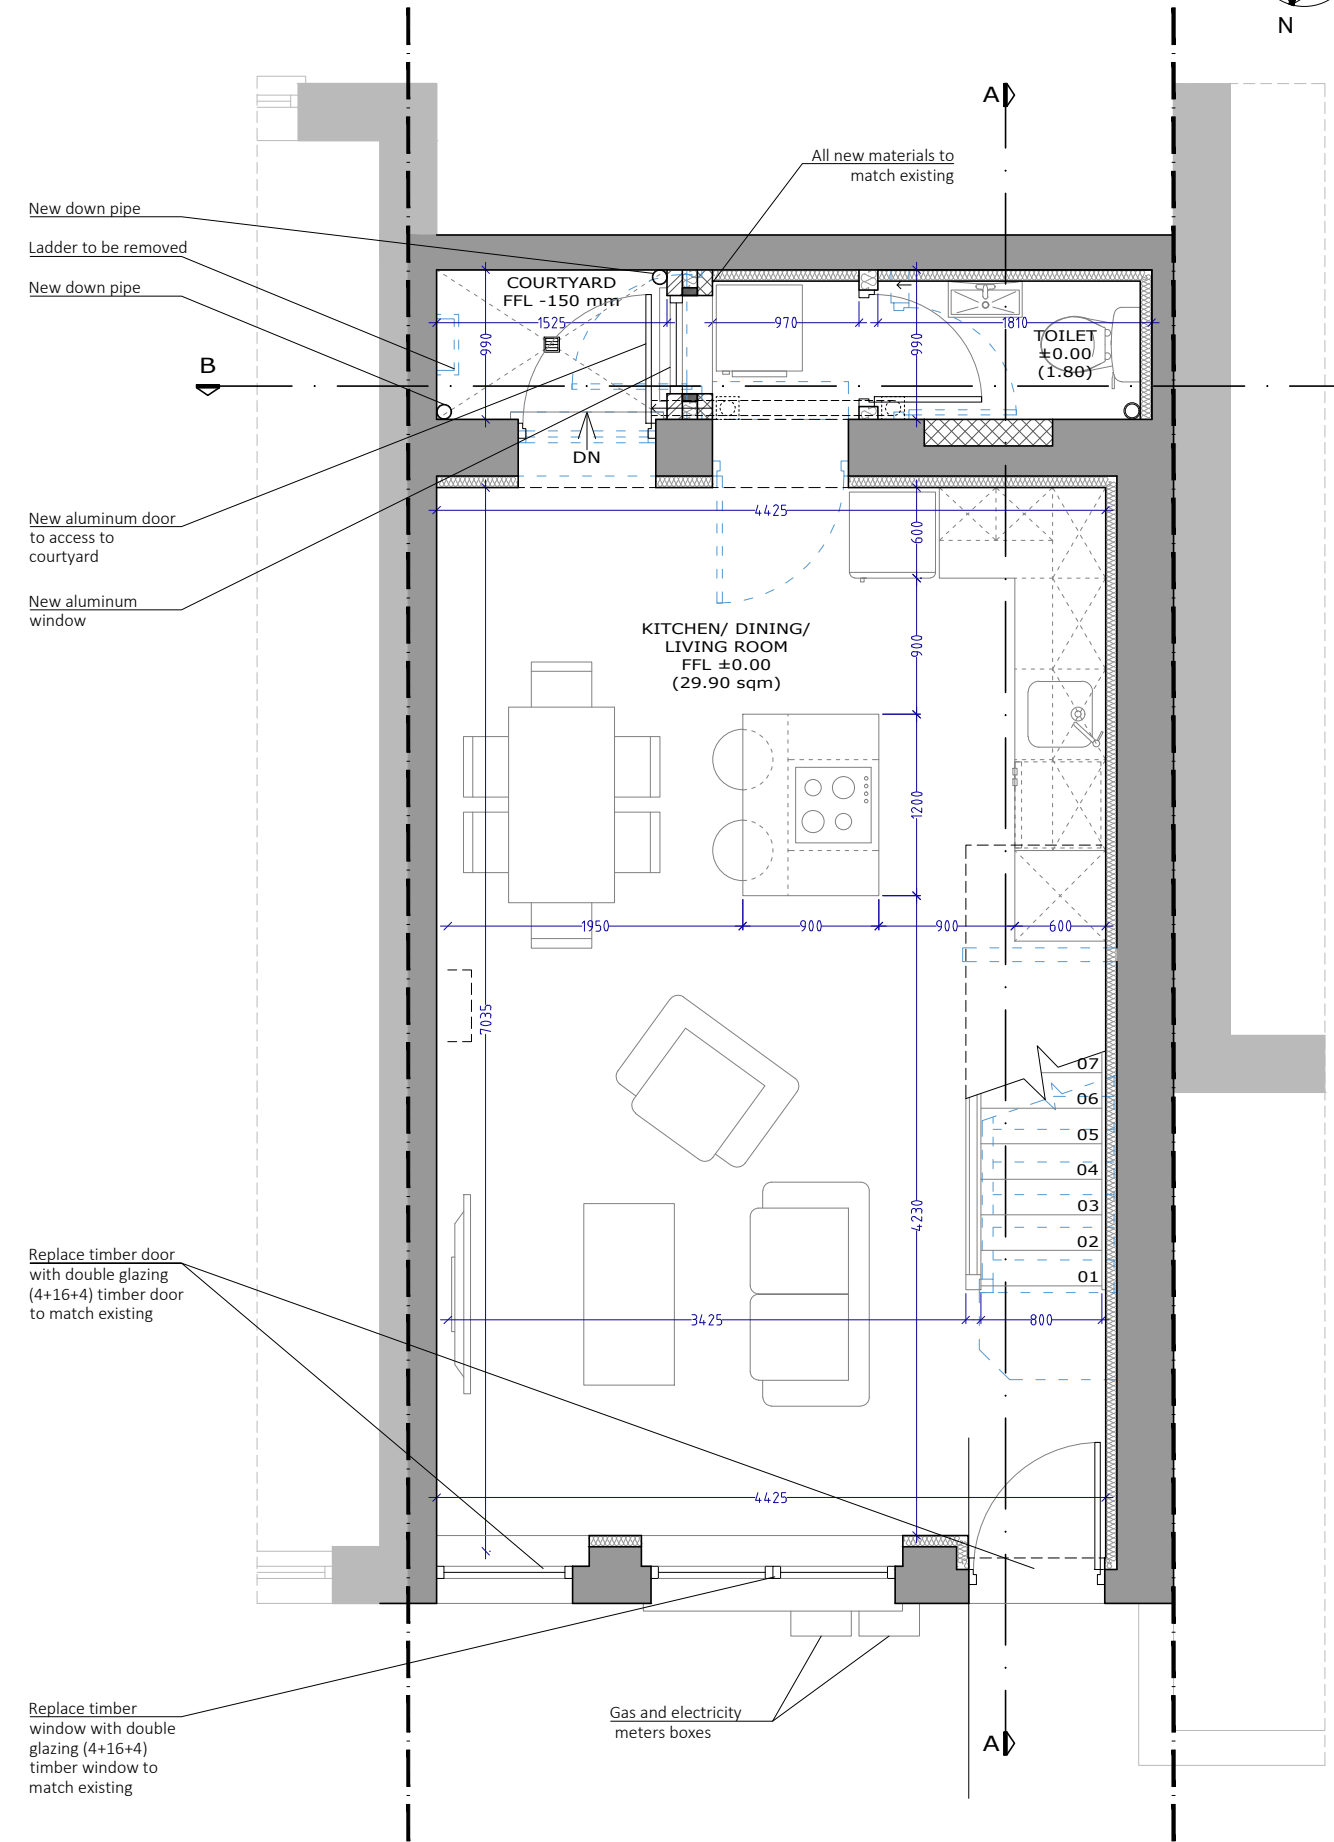 N
A
All new materials to
match existing
New down pipe
Ladder to be removed
New down pipe
COURTYARD
FFL -150 mm
1525
990
970
990
1810
TOILET
±0.00
(1.80)
B
DN
New aluminum door
to access to
courtyard
New aluminum
window
4425
600
KITCHEN/ DINING/
LIVING ROOM
FFL ±0.00
(29.90 sqm)
900
1200
1950
900
900
600
7035
07
06
05
04
03
02
01
4230
Replace timber door
with double glazing
(4+16+4) timber door
to match existing
3425
800
4425
Replace timber
window with double
glazing (4+16+4)
timber window to
match existing
Gas and electricity
meters boxes
A